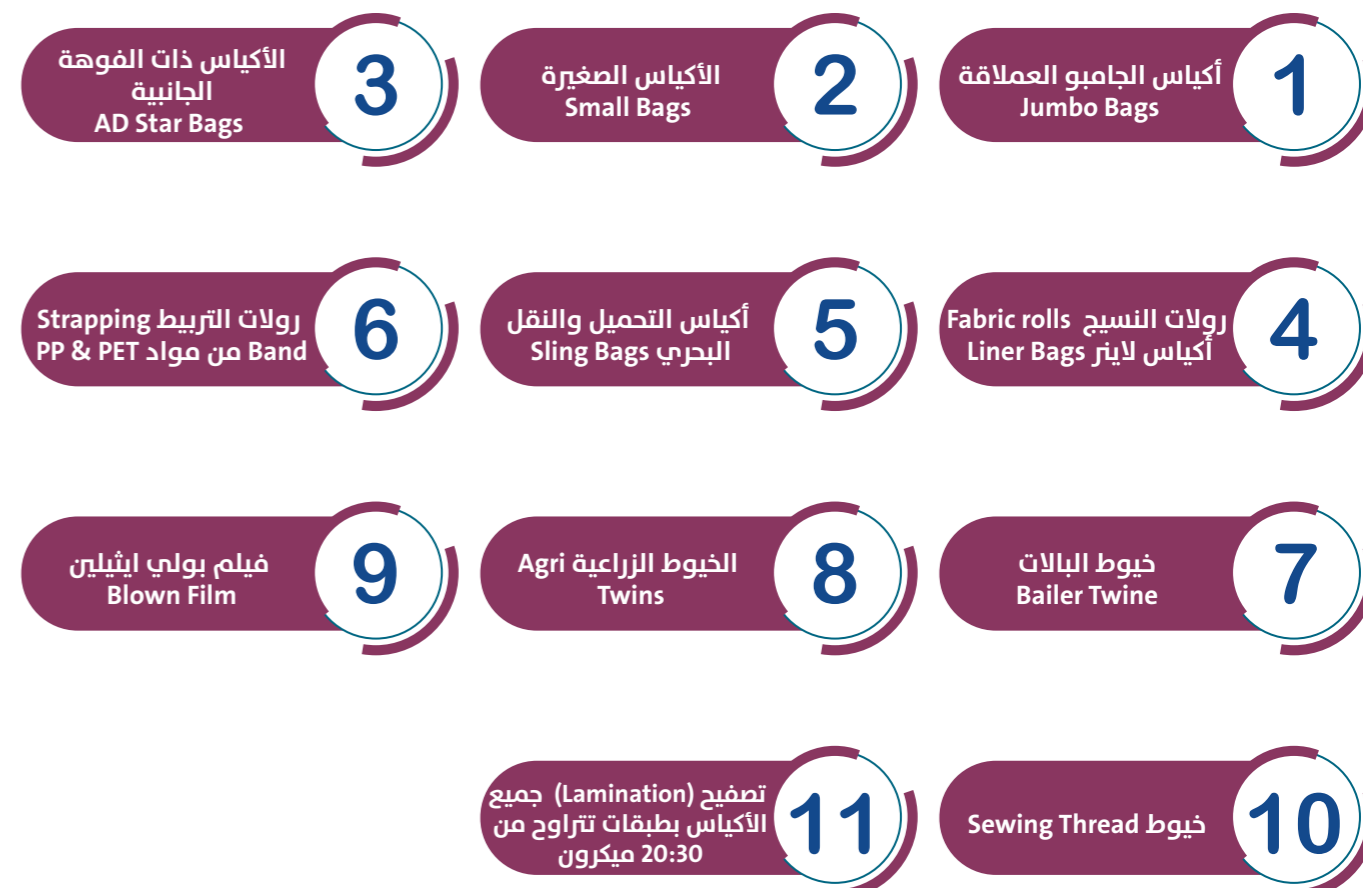 1
أكياس الجامبو العملاقة
Jumbo Bags
2
الأكياس الصغيرة
Small Bags
3
الأكياس ذات الفوهة
الجانبية
AD Star Bags
4
رولات النسيج Fabric rolls
أكياس لاينر Liner Bags
5
أكياس التحميل والنقل
البحري Sling Bags
6
رولات التربيط Strapping
Band من مواد PP & PET
7
خيوط البالات
Bailer Twine
8
الخيوط الزراعية Agri
Twins
9
فيلم بولي ايثيلين
Blown Film
10
خيوط Sewing Thread
11
تصفيح (Lamination) جميع
الأكياس بطبقات تتراوح من
20:30 ميكرون